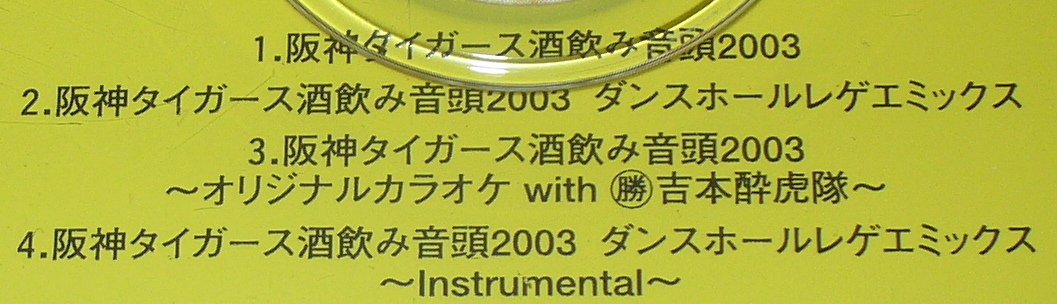 1.阪神タイガース酒飲み音頭2003
2.阪神タイガース酒飲み音頭2003 ダンスホールレゲエミックス
3.阪神タイガース酒飲み音頭2003
～オリジナルカラオケ with ㊝吉本酔虎隊～
4.阪神タイガース酒飲み音頭2003 ダンスホールレゲエミックス
～Instrumental～